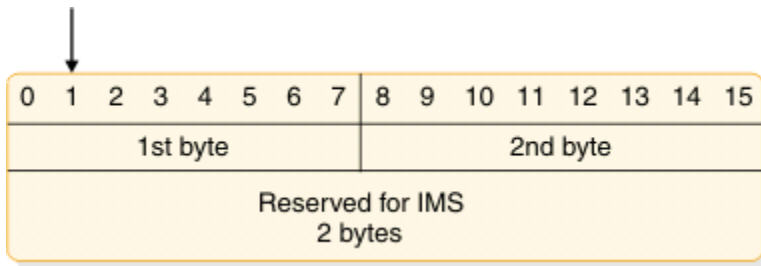 0 1 2 3 4 5 6 7 8 9 10 11 12 13 14 15
1st byte 2nd byte
Reserved for IMS
2 bytes